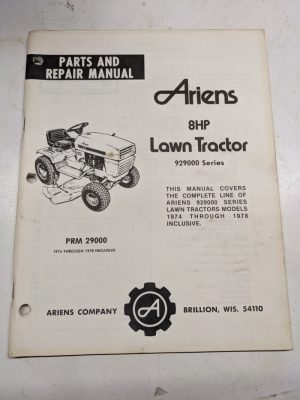 PARTS AND
REPAIR MANUAL
Ariens
8HP
Lawn Tractor
929000 Series
THIS MANUAL COVERS
THE COMPLETE LINE OF
ARIENS 929000 SERIES
LAWN TRACTORS MODELS
1974 THROUGH 1978
INCLUSIVE.
PRM 29000
1974 THROUGH 1978 INCLUSIVE
ARIENS COMPANY
A
BRILLION, WIS. 54110